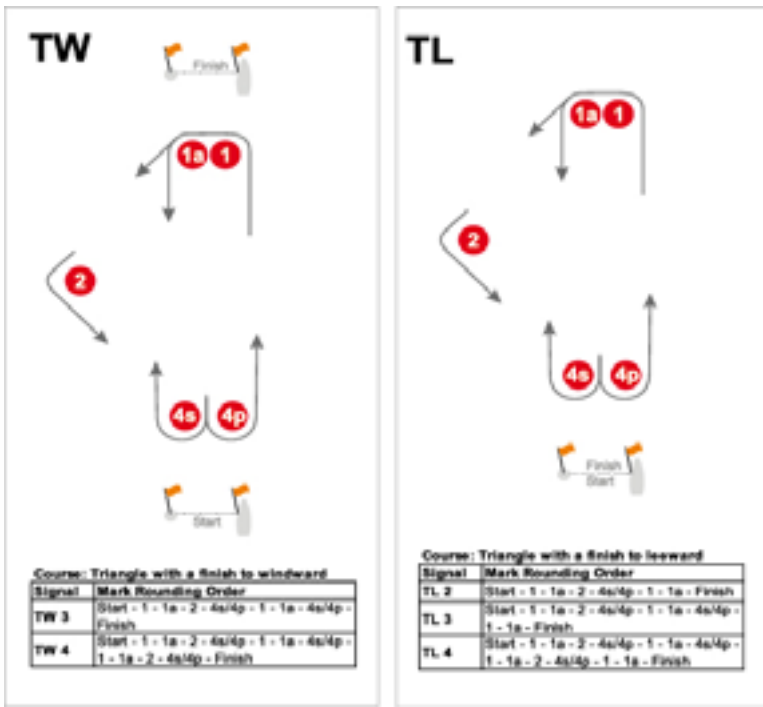 TW
Finish
1a 1
2
4s 4p
Start
Course: Triangle with a finish to windward
Signal Mark Rounding Order
TW 3 Start - 1 - 1a - 2 - 4s/4p - 1 - 1a - 4s/4p -
Finish
TW 4 Start - 1 - 1a - 2 - 4s/4p - 1 - 1a - 4s/4p -
1 - 1a - 2 - 4s/4p - Finish
TL
1a 1
2
4s 4p
Finish
Start
Course: Triangle with a finish to leeward
Signal Mark Rounding Order
TL 2 Start - 1 - 1a - 2 - 4s/4p - 1 - 1a - Finish
TL 3 Start - 1 - 1a - 2 - 4s/4p - 1 - 1a - 4s/4p -
1 - 1a - Finish
TL 4 Start - 1 - 1a - 2 - 4s/4p - 1 - 1a - 4s/4p -
1 - 1a - 2 - 4s/4p - 1 - 1a - Finish